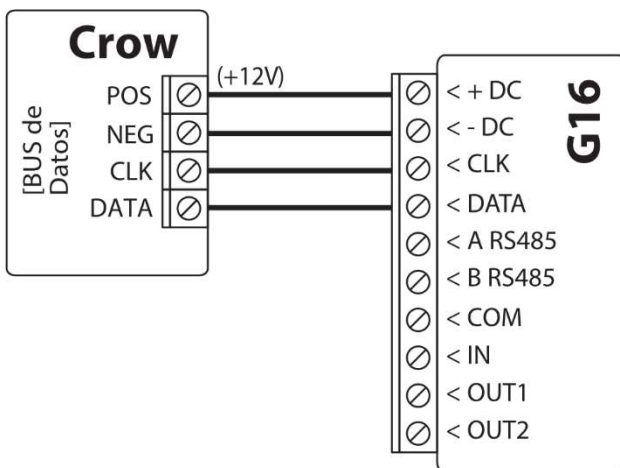 Crow
[BUS de
Datos]
POS
NEG
CLK
DATA
(+12V)
G16
< + DC
< - DC
< CLK
< DATA
< A RS485
< B RS485
< COM
< IN
< OUT1
< OUT2